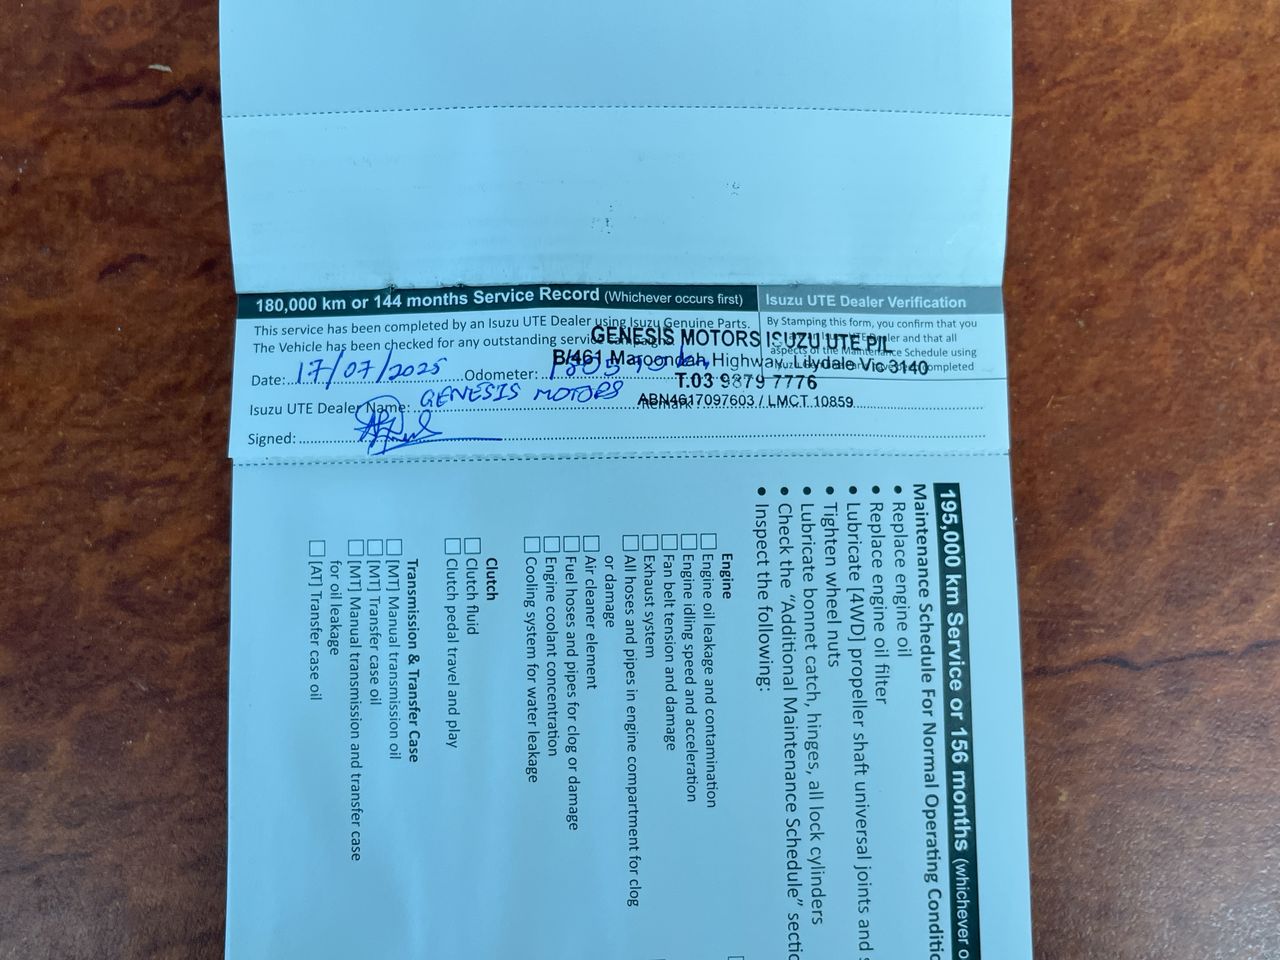 180,000 km or 144 months Service Record (Whichever occurs first)
Isuzu UTE Dealer Verification
This service has been completed by an Isuzu UTE Dealer using Isuzu Genuine Parts.
The Vehicle has been checked for any outstanding service campaigns.
By Stamping this form, you confirm that you
Dealer and that all
aspects of the Maintenance Schedule using
completed
GENESIS MOTORS ISUZU UTE P/L
B/461 Maroondah Highway, Lilydale Vic 3140
T.03 9879 7776
ABN4617097603 / LMCT 10859
Date: 17/07/2025 Odometer:
Isuzu UTE Dealer Name: GENESIS MOTORS
Signed:
195,000 km Service or 156 months (whichever
Maintenance Schedule For Normal Operating
• Replace engine oil
• Replace engine oil filter
• Lubricate [4WD] propeller shaft universal joints and
• Tighten wheel nuts
• Lubricate bonnet catch, hinges, all lock cylinders
• Check the "Additional Maintenance Schedule"
• Inspect the following:
Engine
Engine oil leakage and contamination
Engine idling speed and acceleration
Fan belt tension and damage
Exhaust system
All hoses and pipes in engine compartment for clog
or damage
Air cleaner element
Fuel hoses and pipes for clog or damage
Engine coolant concentration
Cooling system for water leakage
Clutch
Clutch fluid
Clutch pedal travel and play
Transmission & Transfer Case
[MT] Manual transmission oil
[MT] Transfer case oil
[MT] Manual transmission and transfer case
for oil leakage
[AT] Transfer case oil